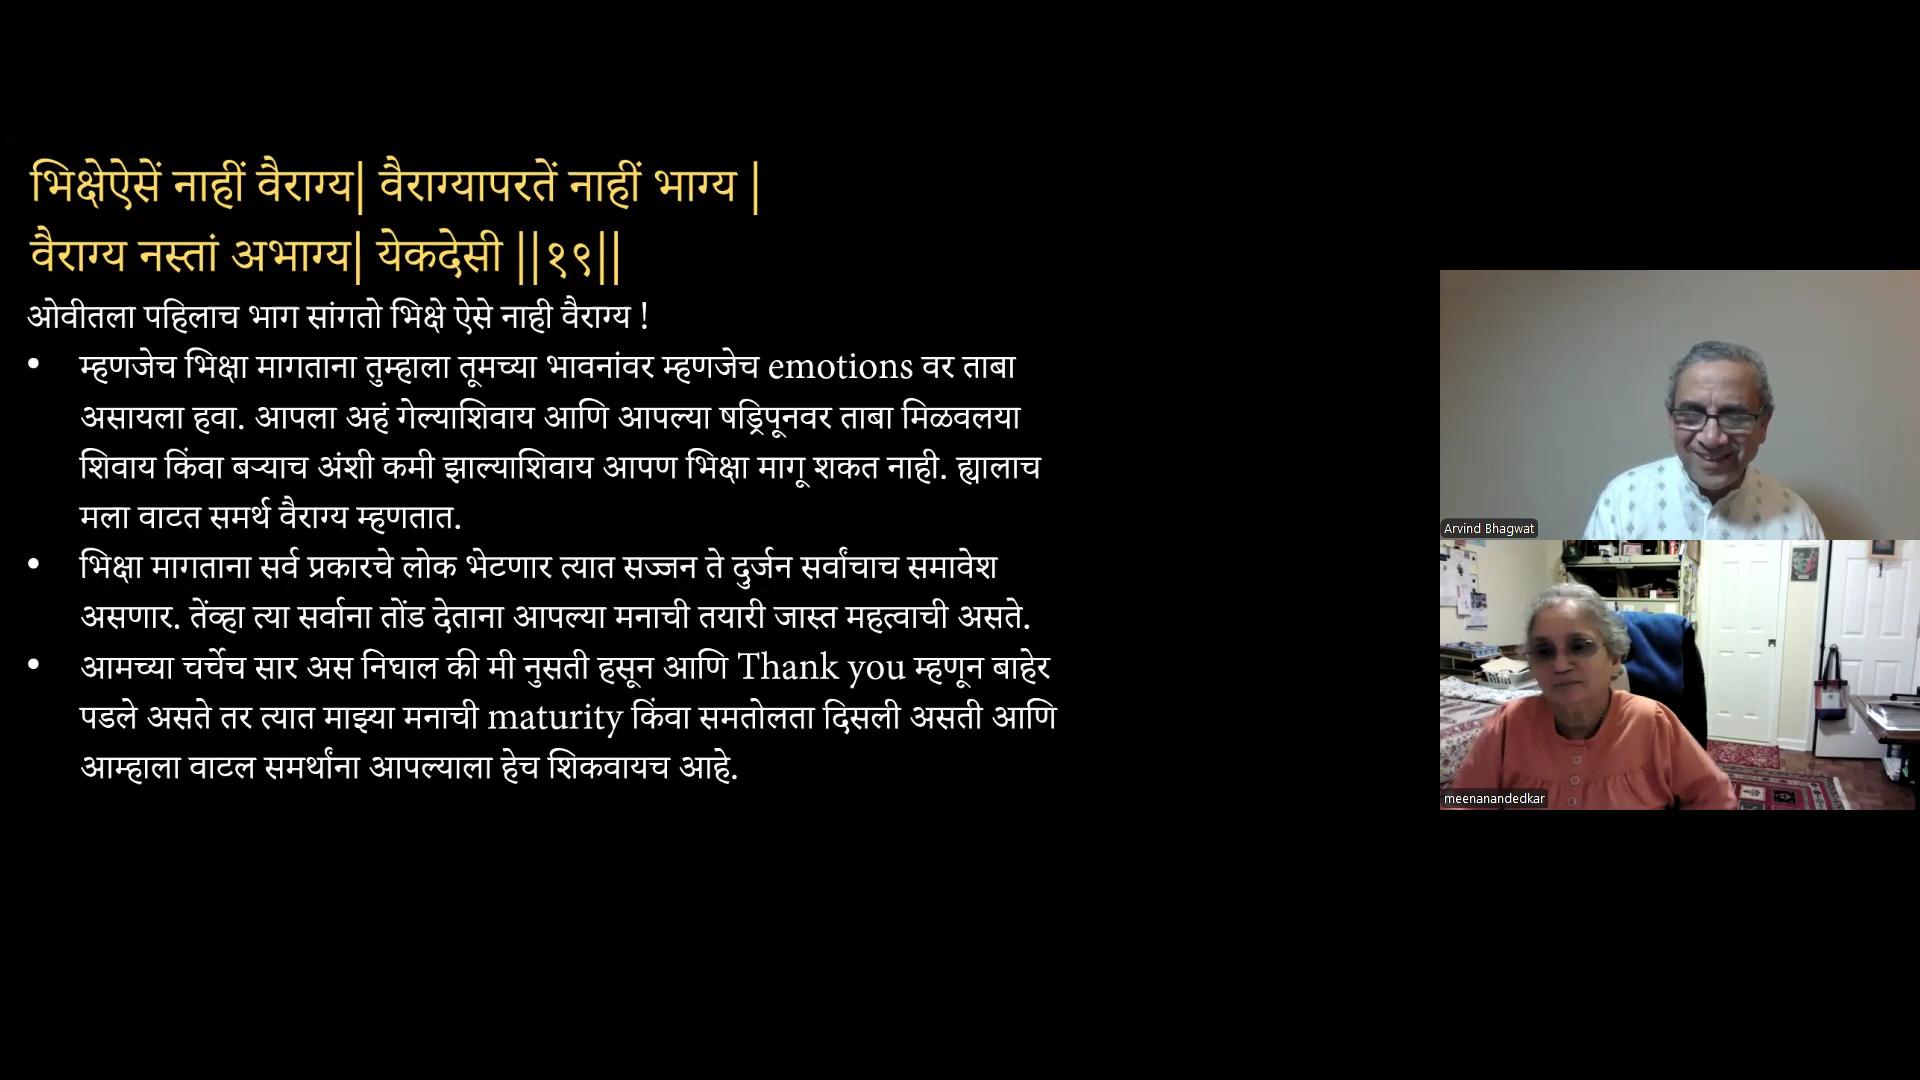 भिक्षेऐसें नाहीं वैराग्य| वैराग्यापरतें नाहीं भाग्य |
वैराग्य नस्तां अभाग्य| येकदेसी ||१९||
ओवीतला पहिलाच भाग सांगतो भिक्षे ऐसे नाही वैराग्य !
• म्हणजेच भिक्षा मागताना तुम्हाला तूमच्या भावनांवर म्हणजेच emotions वर ताबा
असायला हवा. आपला अहं गेल्याशिवाय आणि आपल्या षड्रिपूनवर ताबा मिळवलया
शिवाय किंवा बऱ्याच अंशी कमी झाल्याशिवाय आपण भिक्षा मागू शकत नाही. ह्यालाच
मला वाटत समर्थ वैराग्य म्हणतात.
• भिक्षा मागताना सर्व प्रकारचे लोक भेटणार त्यात सज्जन ते दुर्जन सर्वांचाच समावेश
असणार. तेंव्हा त्या सर्वाना तोंड देताना आपल्या मनाची तयारी जास्त महत्वाची असते.
• आमच्या चर्चेच सार अस निघाल की मी नुसती हसून आणि Thank you म्हणून बाहेर
पडले असते तर त्यात माझ्या मनाची maturity किंवा समतोलता दिसली असती आणि
आम्हाला वाटल समर्थांना आपल्याला हेच शिकवायच आहे.
Arvind Bhagwat
meenanandedkar